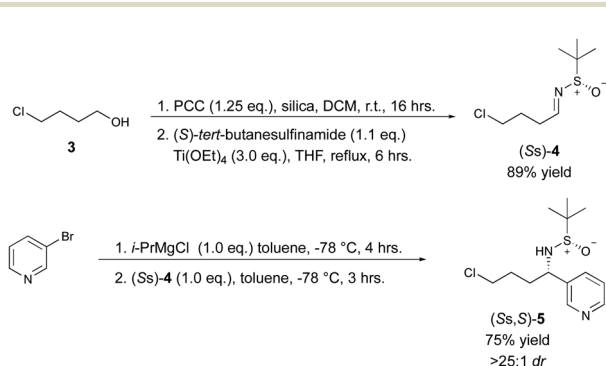 Cl
OH
3
1. PCC (1.25 eq.), silica, DCM, r.t., 16 hrs.
2. (S)-tert-butanesulfinamide (1.1 eq.)
Ti(OEt)4 (3.0 eq.), THF, reflux, 6 hrs.
Cl
N
S
+
O
-
(Ss)-4
89% yield
Br
N
1. i-PrMgCl (1.0 eq.) toluene, -78 °C, 4 hrs.
2. (Ss)-4 (1.0 eq.), toluene, -78 °C, 3 hrs.
Cl
HN
S
+
O
-
N
(Ss,S)-5
75% yield
>25:1 dr